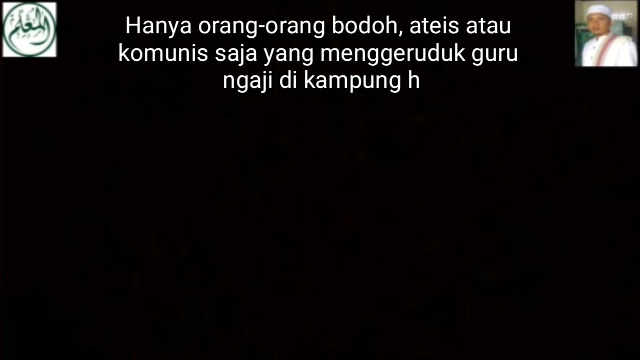 Hanya orang-orang bodoh, ateis atau
komunis saja yang menggeruduk guru
ngaji di kampung h